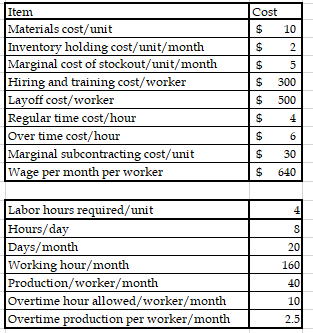 Item Cost
Materials cost/unit $ 10
Inventory holding cost/unit/month $ 2
Marginal cost of stockout/unit/month $ 5
Hiring and training cost/worker $ 300
Layoff cost/worker $ 500
Regular time cost/hour $ 4
Over time cost/hour $ 6
Marginal subcontracting cost/unit $ 30
Wage per month per worker $ 640
Labor hours required/unit 4
Hours/day 8
Days/month 20
Working hour/month 160
Production/worker/month 40
Overtime hour allowed/worker/month 10
Overtime production per worker/month 2.5